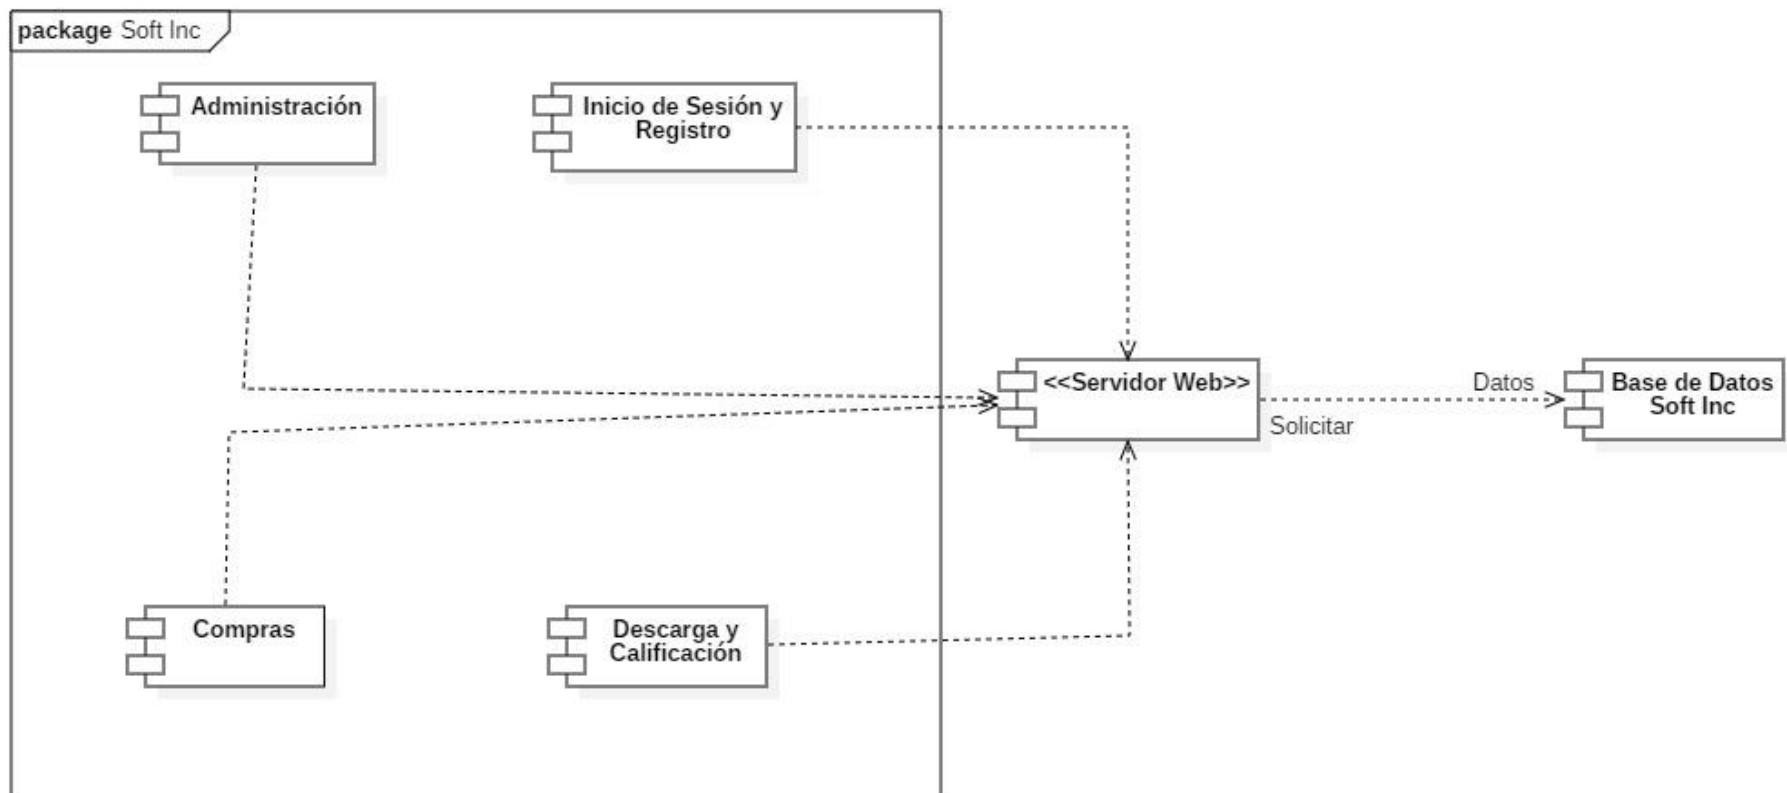 package Soft Inc
Administración
Inicio de Sesión y
Registro
<<Servidor Web>>
Datos
Solicitar
Base de Datos
Soft Inc
Compras
Descarga y
Calificación